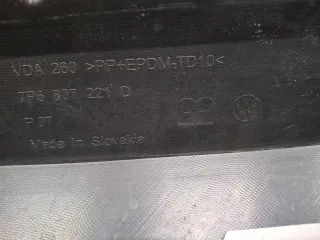 VDA 260 >PP+EPDM-TD10<
7P6 807 221 D
P 07
Made In Slovakia